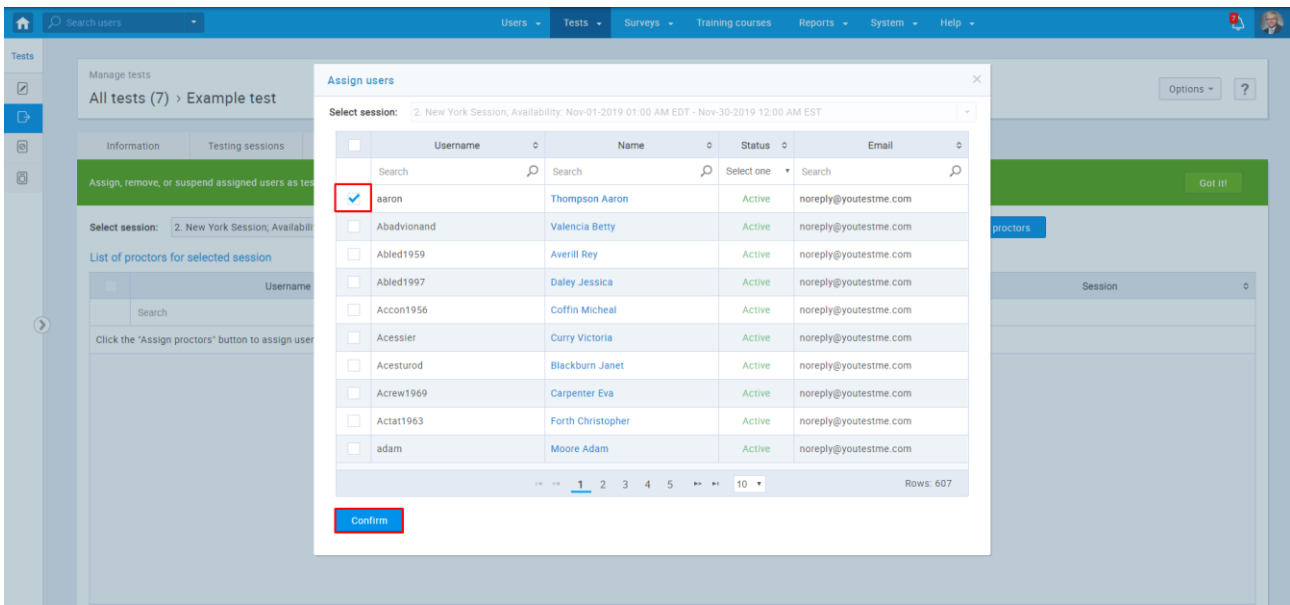 Search users Users Tests Surveys Training courses Reports System Help 7
Tests
Manage tests
All tests (7) > Example test
Options ?
Information Testing sessions
Assign, remove, or suspend assigned users as tes
Got it!
Select session: 2. New York Session; Availabili
proctors
List of proctors for selected session
Username Session
Search
Click the "Assign proctors" button to assign user
Assign users
Select session: 2. New York Session; Availability: Nov-01-2019 01:00 AM EDT - Nov-30-2019 12:00 AM EST
Username Name Status Email
Search Search Select one Search
aaron Thompson Aaron Active noreply@youtestme.com
Abadvionand Valencia Betty Active noreply@youtestme.com
Abled1959 Averill Rey Active noreply@youtestme.com
Abled1997 Daley Jessica Active noreply@youtestme.com
Accon1956 Coffin Micheal Active noreply@youtestme.com
Acessier Curry Victoria Active noreply@youtestme.com
Acesturod Blackburn Janet Active noreply@youtestme.com
Acrew1969 Carpenter Eva Active noreply@youtestme.com
Actat1963 Forth Christopher Active noreply@youtestme.com
adam Moore Adam Active noreply@youtestme.com
1 2 3 4 5 10 Rows: 607
Confirm